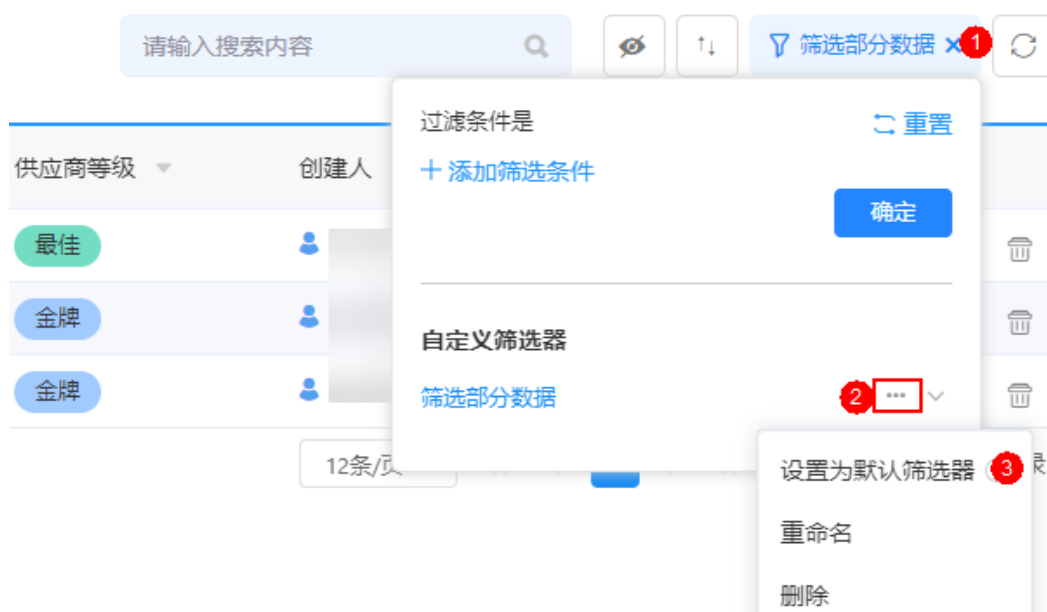 请输入搜索内容
筛选部分数据 1
过滤条件是 重置
供应商等级 创建人
+ 添加筛选条件
确定
最佳
金牌
自定义筛选器
金牌
筛选部分数据 2 ...
12条/页
设置为默认筛选器 3
重命名
删除